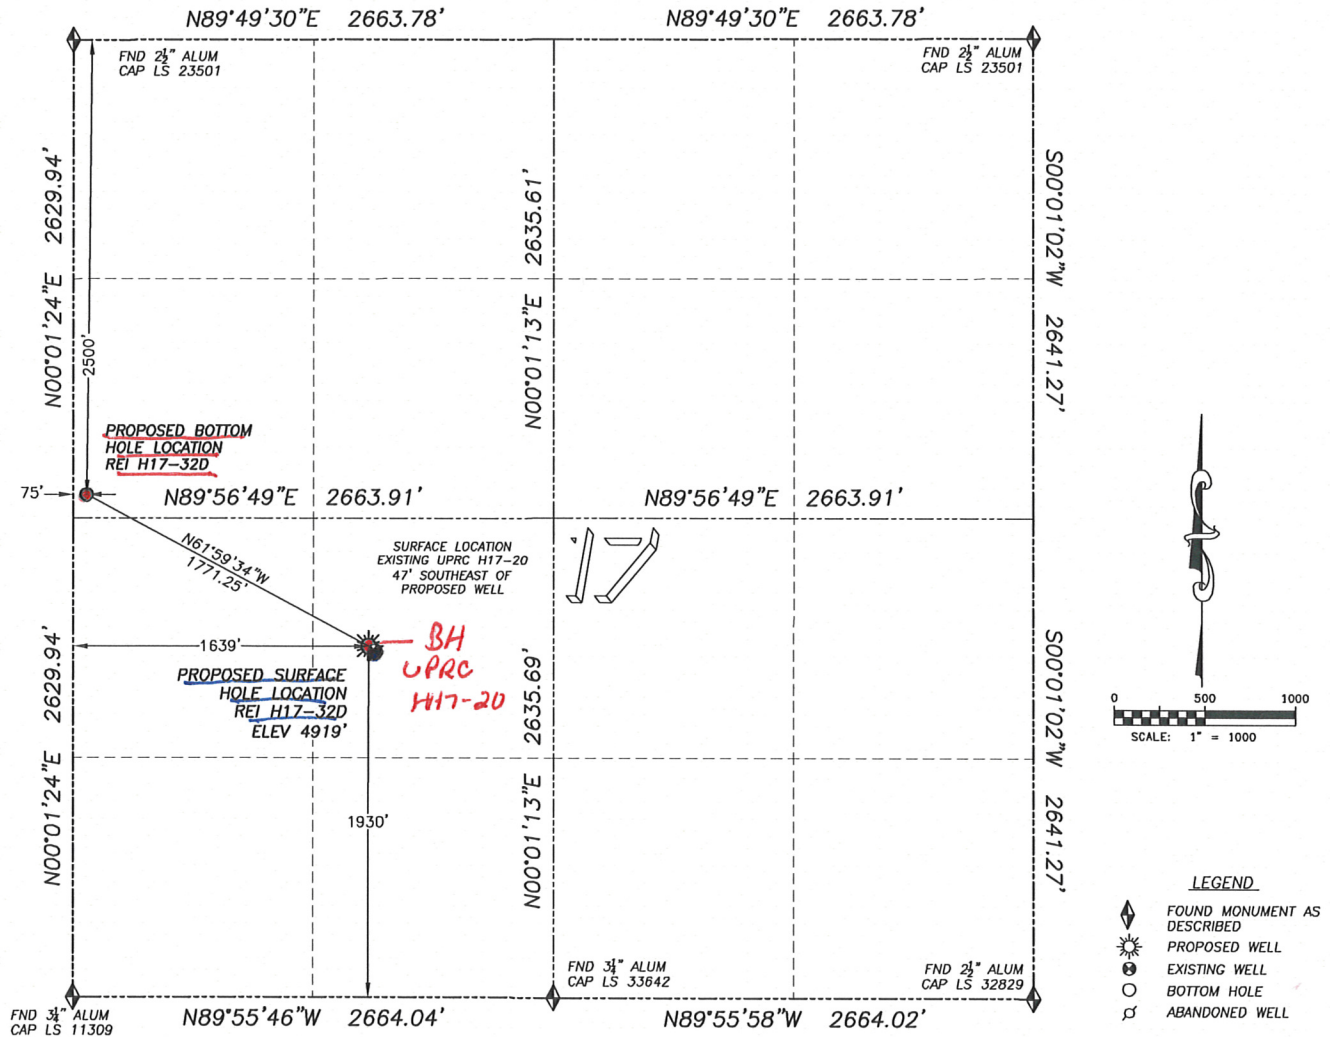 N89°49'30"E 2663.78'
N89°49'30"E 2663.78'
FND 2½" ALUM
CAP LS 23501
FND 2½" ALUM
CAP LS 23501
N00°01'24"E 2629.94'
2500'
N00°01'13"E 2635.61'
S00°01'02"W 2641.27'
PROPOSED BOTTOM
HOLE LOCATION
REI H17-32D
75'
N89°56'49"E 2663.91'
N89°56'49"E 2663.91'
N61°59'34"W
1771.25'
SURFACE LOCATION
EXISTING UPRC H17-20
47' SOUTHEAST OF
PROPOSED WELL
17
1639'
BH
UPRC
H17-20
PROPOSED SURFACE
HOLE LOCATION
REI H17-32D
ELEV 4919'
N00°01'24"E 2629.94'
1930'
N00°01'13"E 2635.69'
S00°01'02"W 2641.27'
0 500 1000
SCALE: 1" = 1000
LEGEND
FOUND MONUMENT AS
DESCRIBED
PROPOSED WELL
EXISTING WELL
BOTTOM HOLE
ABANDONED WELL
FND 3¼" ALUM
CAP LS 33642
FND 2½" ALUM
CAP LS 32829
FND 3¼" ALUM
CAP LS 11309
N89°55'46"W 2664.04'
N89°55'58"W 2664.02'